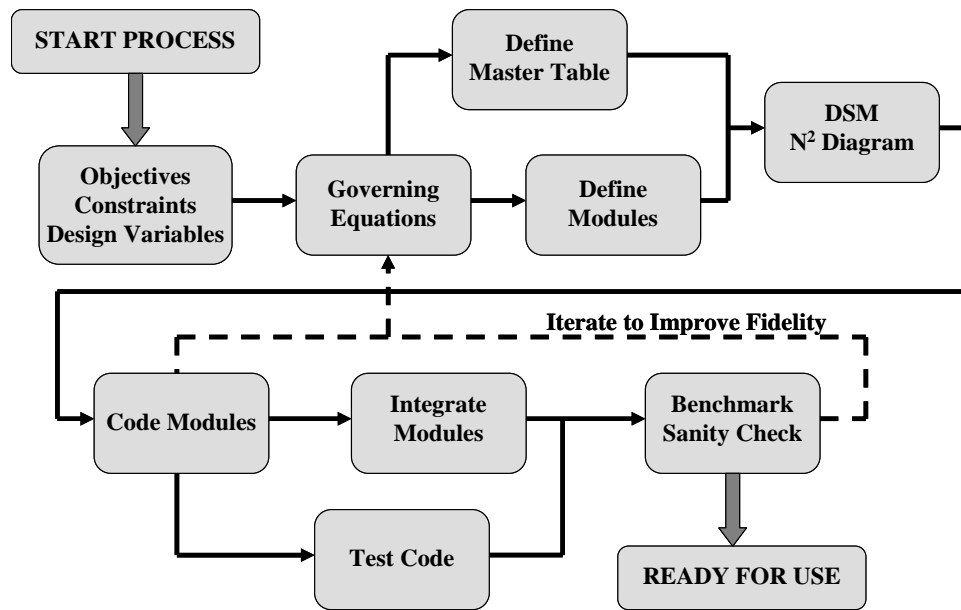 START PROCESS
Define
Master Table
DSM
N² Diagram
Objectives
Constraints
Design Variables
Governing
Equations
Define
Modules
Iterate to Improve Fidelity
Code Modules
Integrate
Modules
Benchmark
Sanity Check
Test Code
READY FOR USE